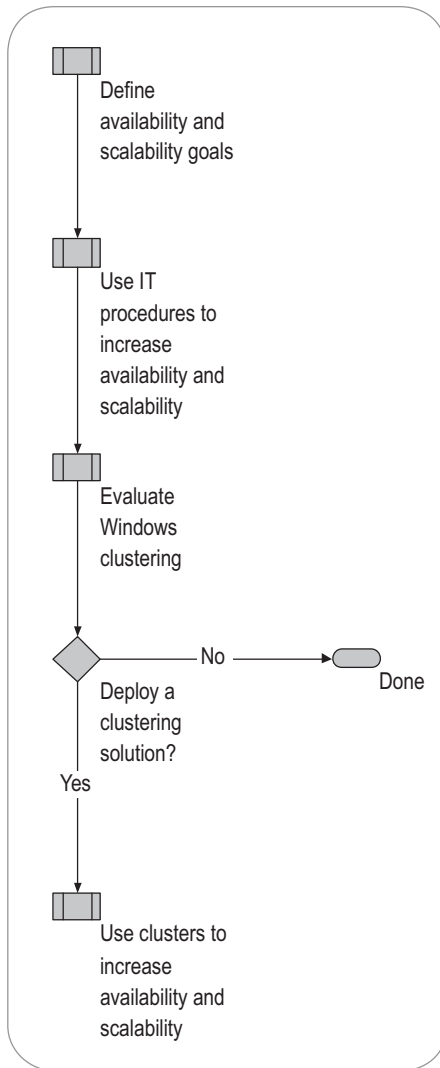 Define
availability and
scalability goals
Use IT
procedures to
increase
availability and
scalability
Evaluate
Windows
clustering
No
Done
Deploy a
clustering
solution?
Yes
Use clusters to
increase
availability and
scalability